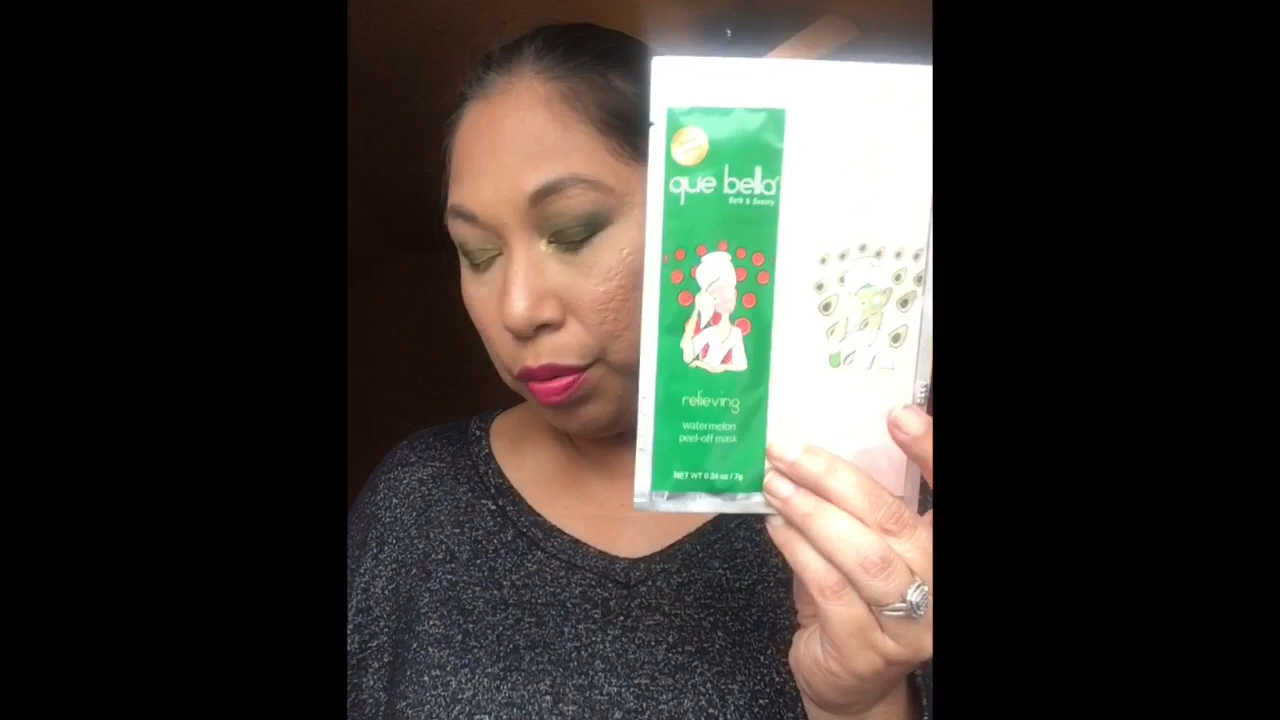 que bella
Bath & Beauty
relieving
watermelon
peel-off mask
NET WT 0.24 oz / 7g